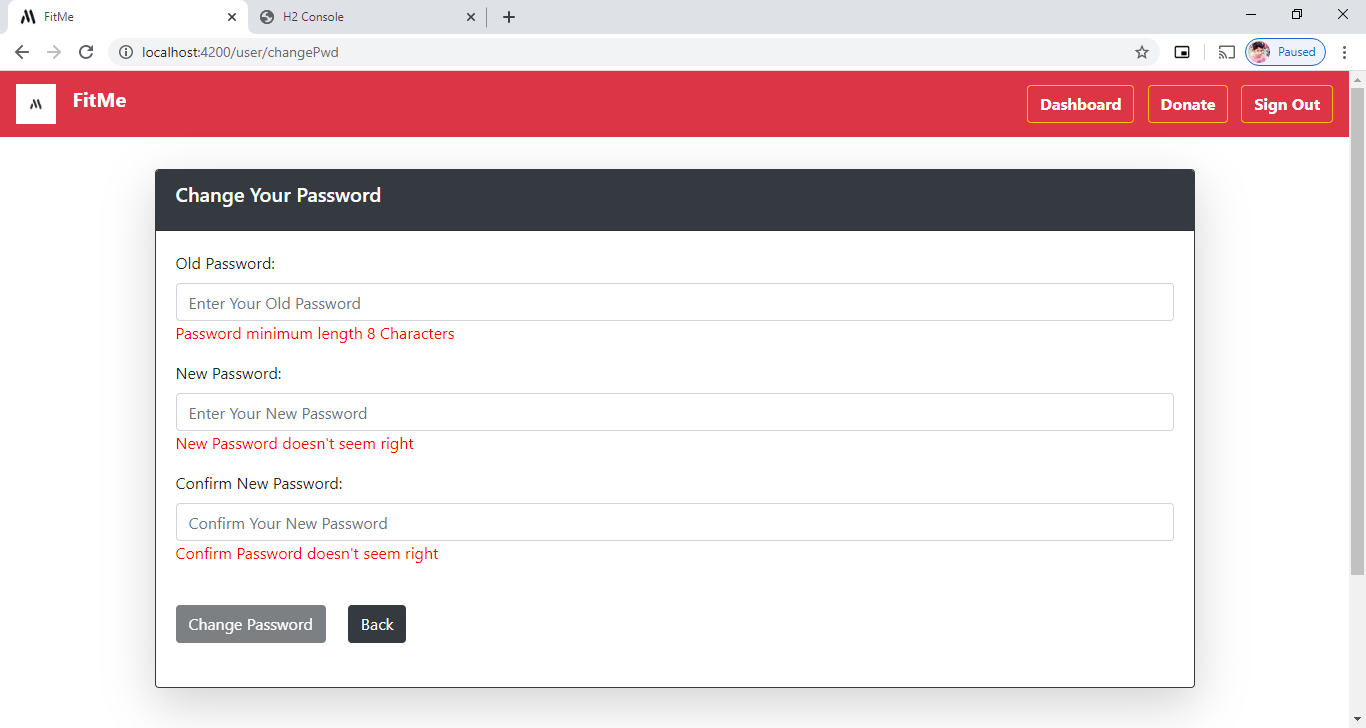 FitMe
H2 Console
localhost:4200/user/changePwd
Paused
FitMe
Dashboard
Donate
Sign Out
Change Your Password
Old Password:
Enter Your Old Password
Password minimum length 8 Characters
New Password:
Enter Your New Password
New Password doesn't seem right
Confirm New Password:
Confirm Your New Password
Confirm Password doesn't seem right
Change Password
Back